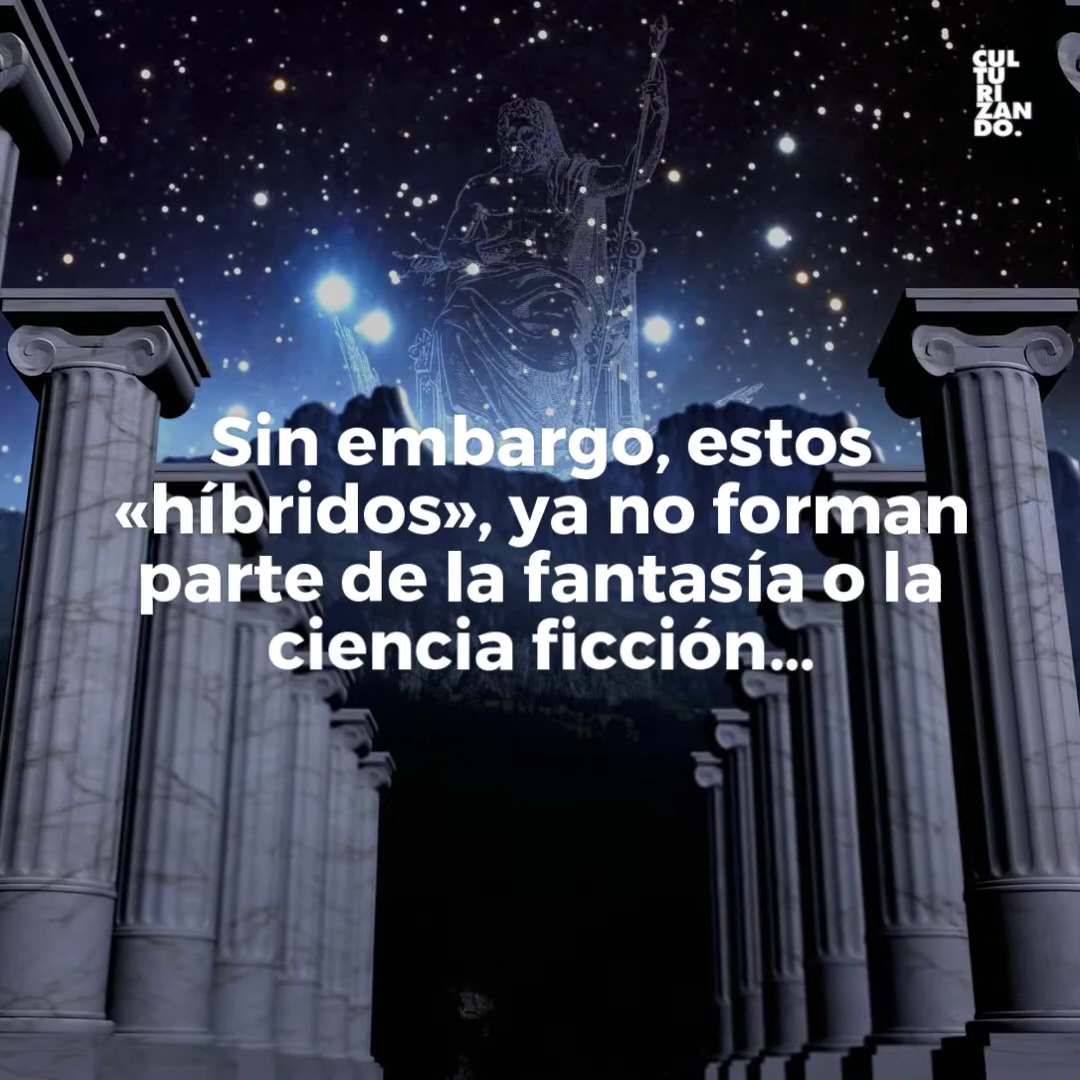 CUL
TU
RI
ZAN
DO.
Sin embargo, estos
«híbridos», ya no forman
parte de la fantasía o la
ciencia ficción...